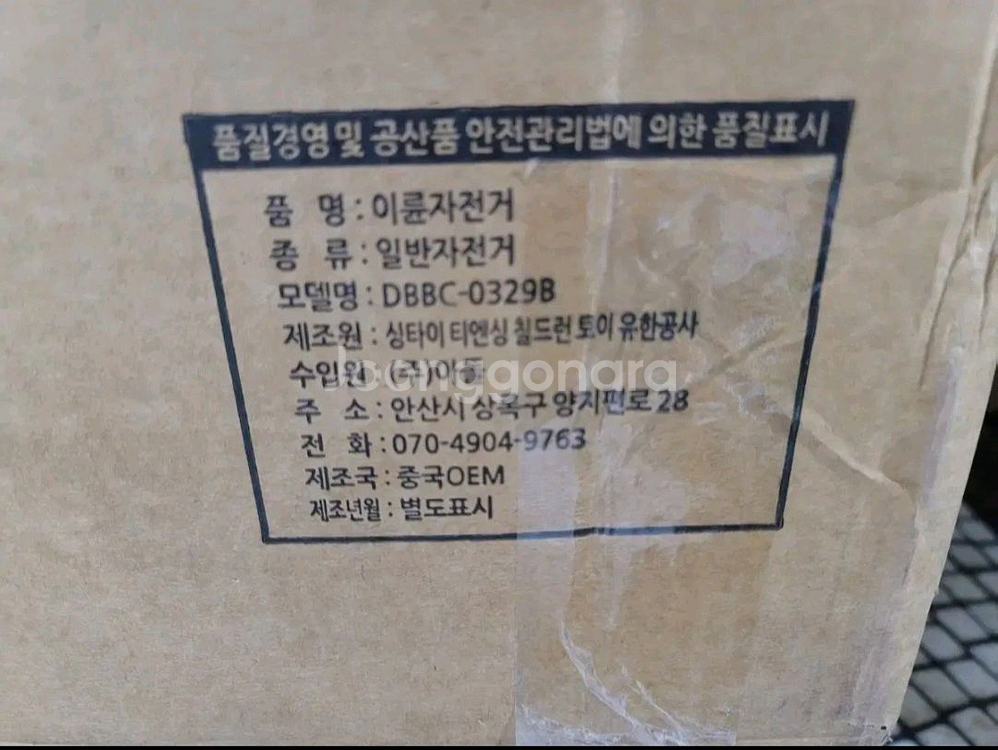 품질경영 및 공산품 안전관리법에 의한 품질표시
품 명 : 이륜자전거
종 류 : 일반자전거
모델명 : DBBC-0329B
제조원 : 싱타이 티엔싱 칠드런 토이 유한공사
수입원 : (주)아들
주 소 : 안산시 상록구 양지편로 28
전 화 : 070-4904-9763
제조국 : 중국OEM
제조년월 : 별도표시
joonggonara